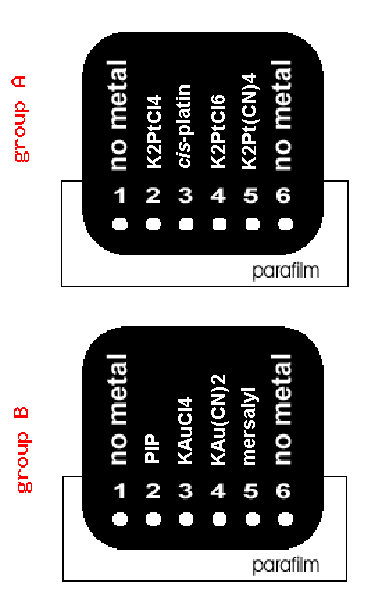 group A
no metal
K2PtCl4
cis-platin
K2PtCl6
K2Pt(CN)4
no metal
1 2 3 4 5 6
parafilm
group B
no metal
PIP
KAuCl4
KAu(CN)2
mersalyl
no metal
1 2 3 4 5 6
parafilm